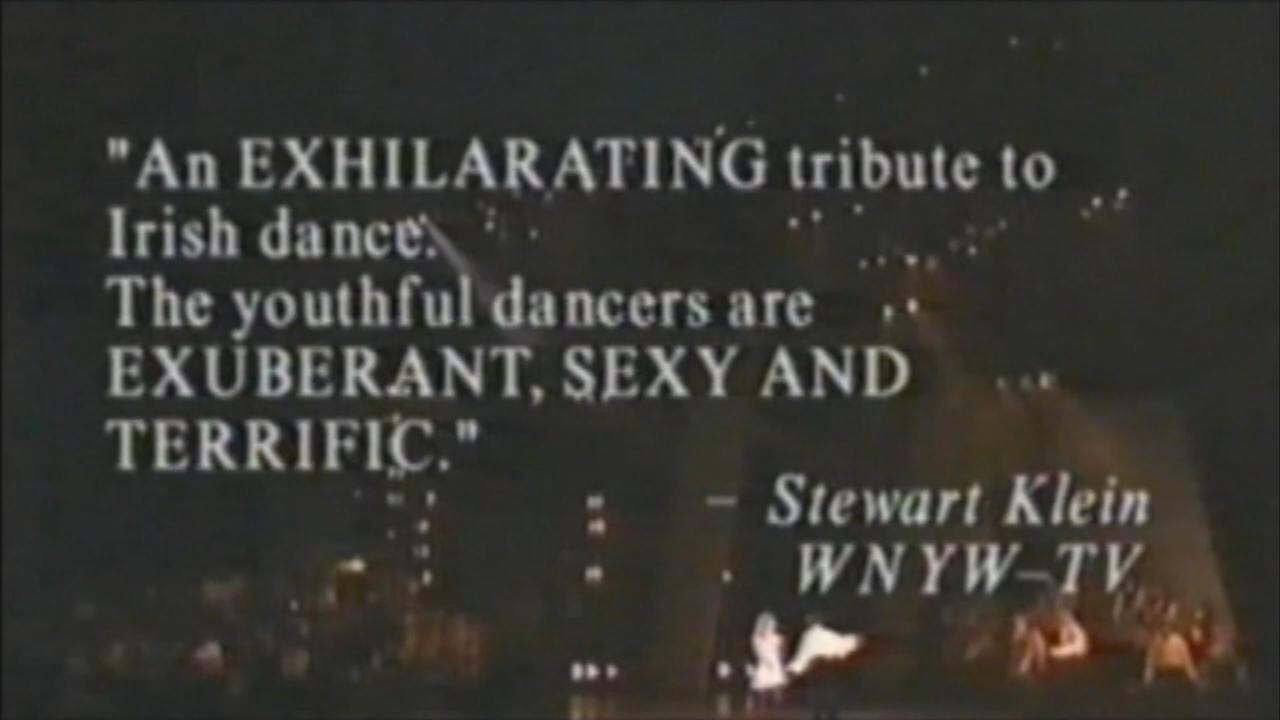 "An EXHILARATING tribute to
Irish dance.
The youthful dancers are
EXUBERANT, SEXY AND
TERRIFIC."
– Stewart Klein
WNYW–TV